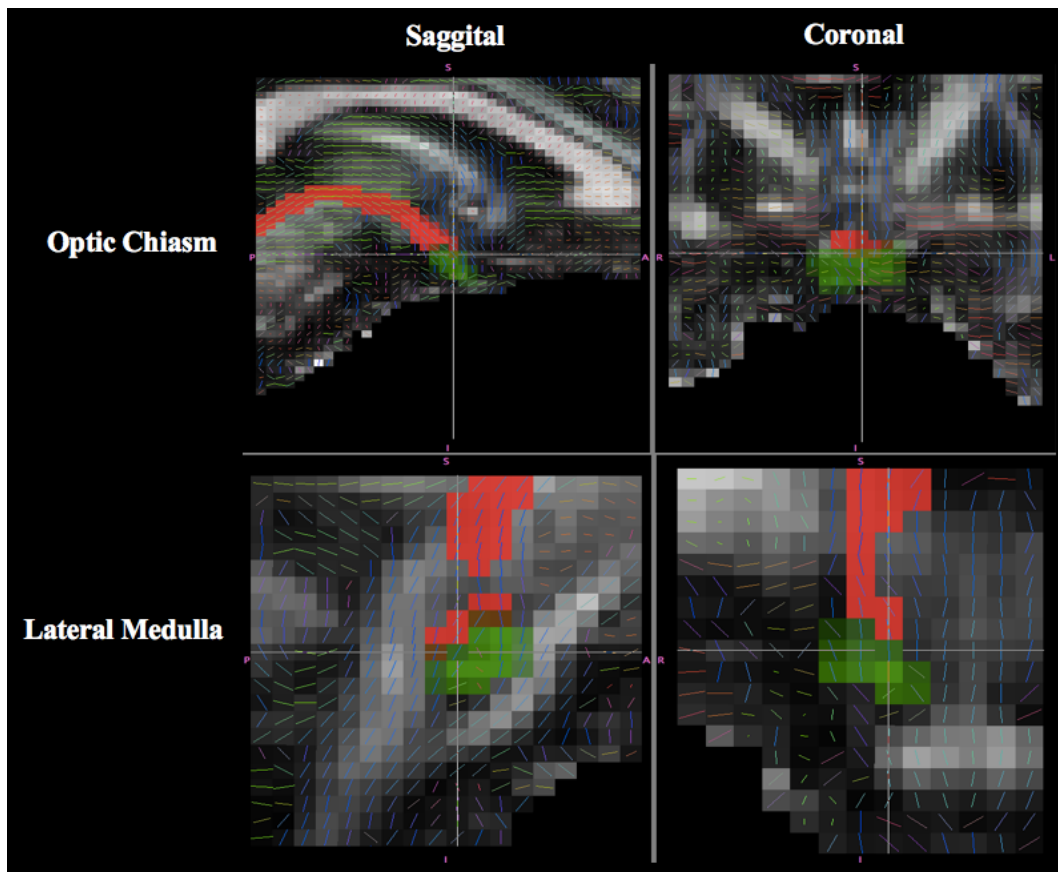 Saggital
Coronal
S
S
Optic Chiasm
P
A
R
L
I
I
S
S
Lateral Medulla
P
A
R
I
I